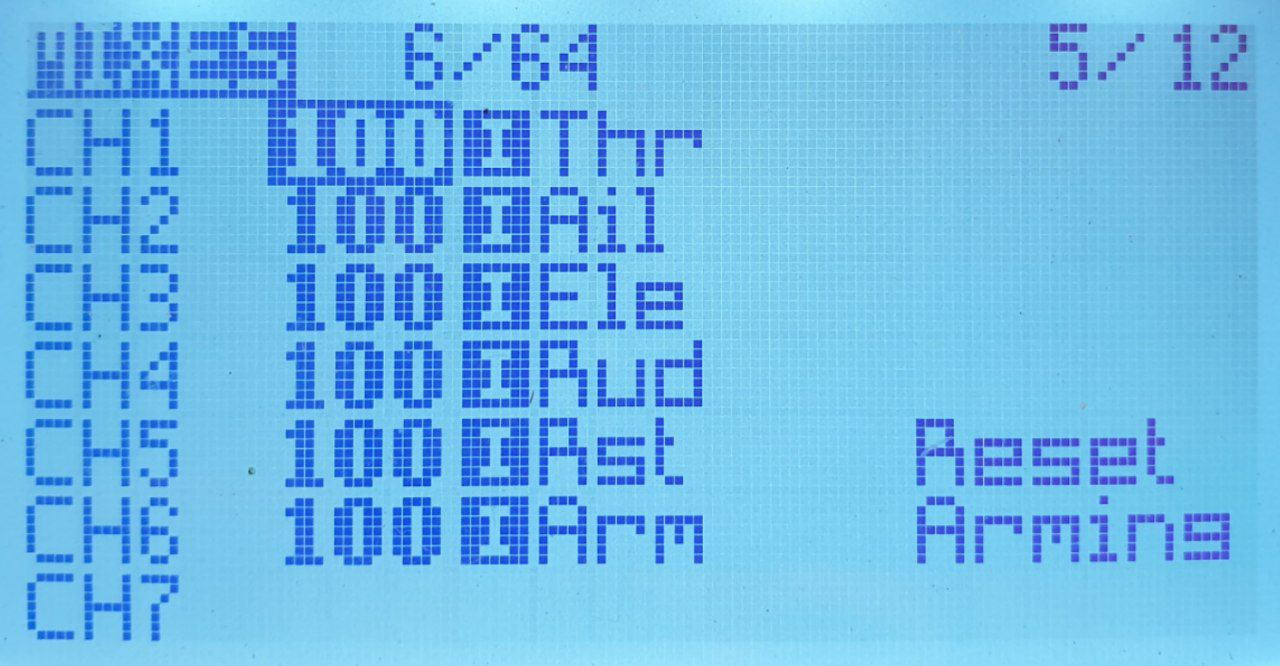 MIXES 6/64 5/12
CH1 100 I Thr
CH2 100 I Ail
CH3 100 I Ele
CH4 100 I Rud
CH5 100 I Rst Reset
CH6 100 I Arm Arming
CH7